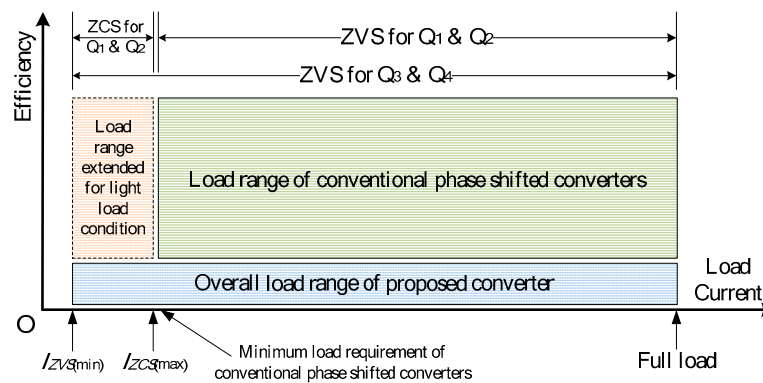 ZCS for
Q1 & Q2
ZVS for Q1 & Q2
ZVS for Q3 & Q4
Efficiency
Load
range
extended
for light
load
condition
Load range of conventional phase shifted converters
Overall load range of proposed converter
Load
Current
O
IZVS(min)
IZCS(max)
Minimum load requirement of
conventional phase shifted converters
Full load